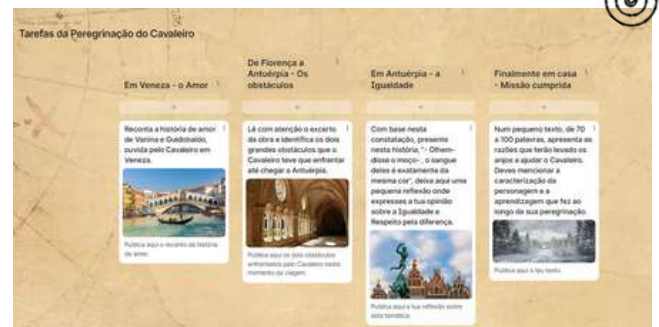 Tarefas da Peregrinação do Cavaleiro
Em Veneza - o Amor
+
Reconta a história de amor
de Vanina e Guidobaldo,
ouvida pelo Cavaleiro em
Veneza.
Publica aqui o reconto da história
de amor.
De Florença a
Antuérpia - Os
obstáculos
+
Lê com atenção o excerto
da obra e identifica os dois
grandes obstáculos que o
Cavaleiro teve que enfrentar
até chegar a Antuérpia.
Publica aqui os dois obstáculos
enfrentados pelo Cavaleiro neste
momento da viagem.
Em Antuérpia - a
Igualdade
+
Com base nesta
constatação, presente
nesta história, "- Olhem-
disse o moço- , o sangue
deles é exatamente da
mesma cor", deixa aqui uma
pequena reflexão onde
expresses a tua opinião
sobre a Igualdade e
Respeito pela diferença.
Publica aqui a tua reflexão sobre
esta temática.
Finalmente em casa
- Missão cumprida
+
Num pequeno texto, de 70
a 100 palavras, apresenta as
razões que terão levado os
anjos a ajudar o Cavaleiro.
Deves mencionar a
caracterização da
personagem e a
aprendizagem que fez ao
longo da sua peregrinação.
Publica aqui o teu texto.